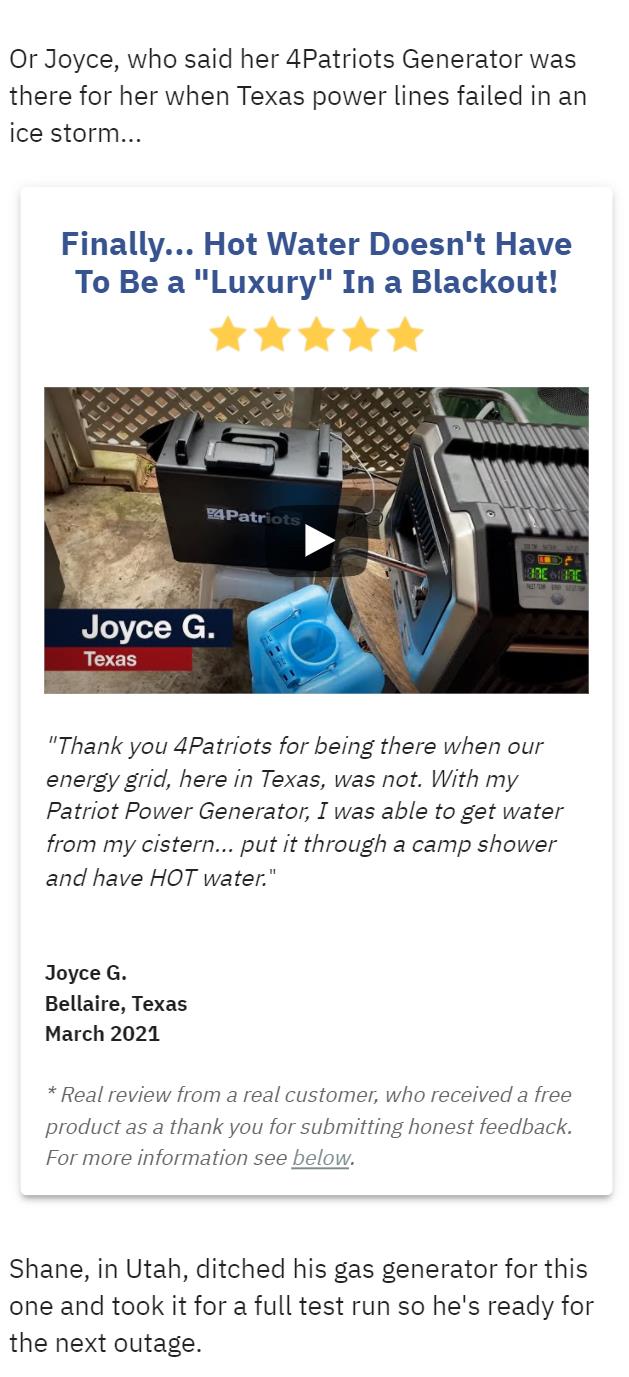 Or Joyce, who said her 4Patriots Generator was
there for her when Texas power lines failed in an
ice storm...
Finally... Hot Water Doesn't Have
To Be a "Luxury" In a Blackout!
4Patriots
Joyce G.
Texas
"Thank you 4Patriots for being there when our
energy grid, here in Texas, was not. With my
Patriot Power Generator, I was able to get water
from my cistern... put it through a camp shower
and have HOT water."
Joyce G.
Bellaire, Texas
March 2021
* Real review from a real customer, who received a free
product as a thank you for submitting honest feedback.
For more information see below.
Shane, in Utah, ditched his gas generator for this
one and took it for a full test run so he's ready for
the next outage.